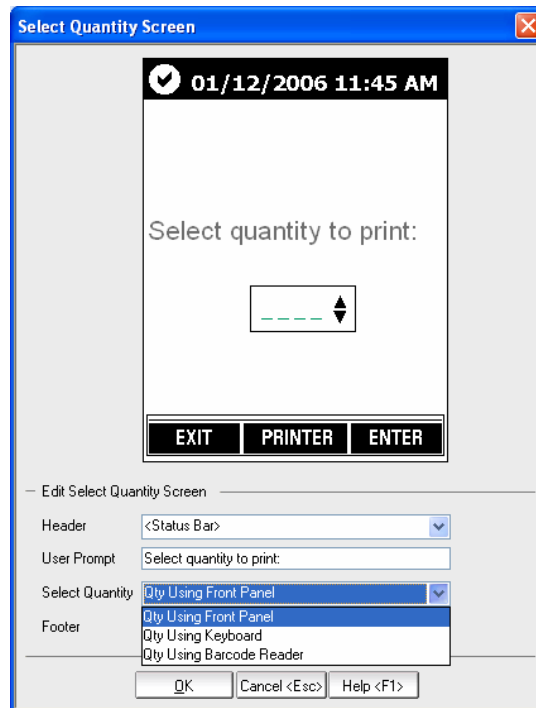 Select Quantity Screen
01/12/2006 11:45 AM
Select quantity to print:
_ _ _ _
EXIT PRINTER ENTER
Edit Select Quantity Screen
Header <Status Bar>
User Prompt Select quantity to print:
Select Quantity Qty Using Front Panel
Qty Using Front Panel
Footer Qty Using Keyboard
Qty Using Barcode Reader
OK Cancel <Esc> Help <F1>